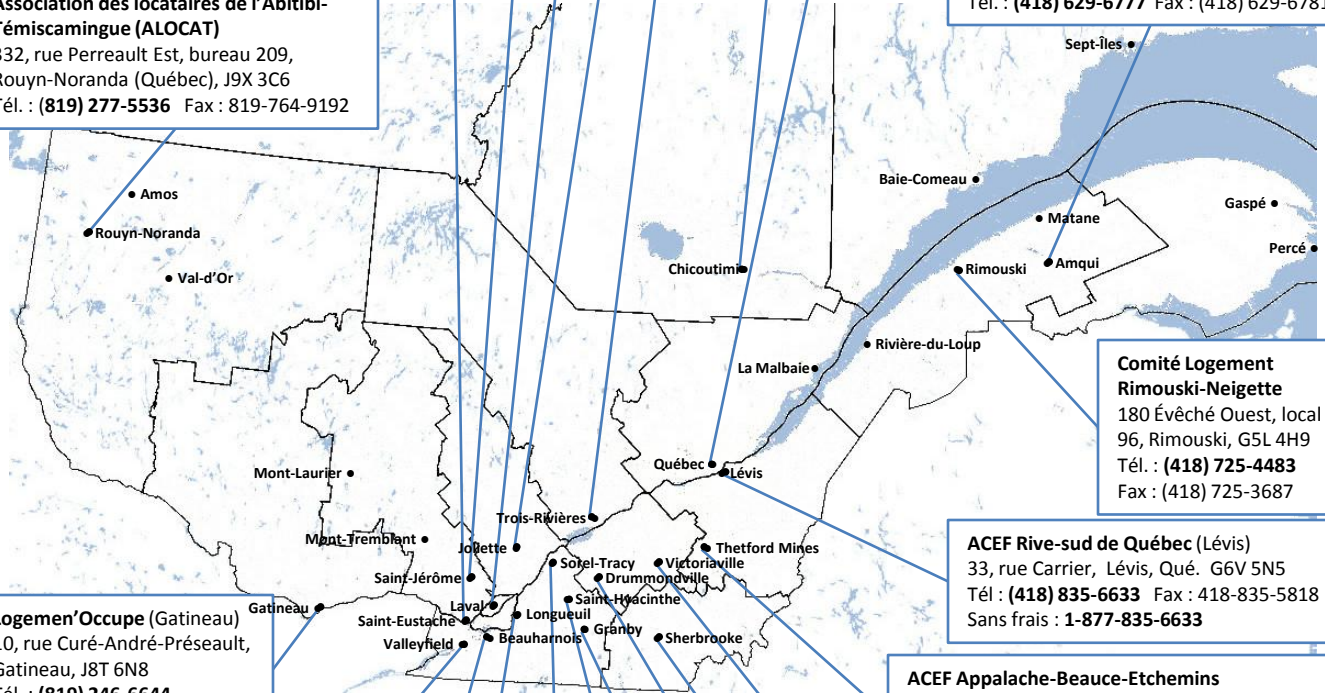 Association des locataires de l'Abitibi-
Témiscamingue (ALOCAT)
332, rue Perreault Est, bureau 209,
Rouyn-Noranda (Québec), J9X 3C6
Tél. : (819) 277-5536 Fax : 819-764-9192
Tél. : (418) 629-6777 Fax : (418) 629-6781
Sept-Îles
Amos
Rouyn-Noranda
Val-d'Or
Baie-Comeau
Matane
Gaspé
Percé
Chicoutimi
Rimouski
Amqui
Rivière-du-Loup
La Malbaie
Comité Logement
Rimouski-Neigette
180 Évêché Ouest, local
96, Rimouski, G5L 4H9
Tél. : (418) 725-4483
Fax : (418) 725-3687
Mont-Laurier
Québec
Lévis
Trois-Rivières
Mont-Tremblant
Joliette
Thetford Mines
Sorel-Tracy
Victoriaville
Saint-Jérôme
Drummondville
Saint-Hyacinthe
Gatineau
Laval
Longueuil
Saint-Eustache
Granby
Valleyfield
Beauharnois
Sherbrooke
ACEF Rive-sud de Québec (Lévis)
33, rue Carrier, Lévis, Qué. G6V 5N5
Tél : (418) 835-6633 Fax : 418-835-5818
Sans frais : 1-877-835-6633
Logemen'Occupe (Gatineau)
10, rue Curé-André-Préseault,
Gatineau, J8T 6N8
Tél. : (819) 246-6644
ACEF Appalache-Beauce-Etchemins